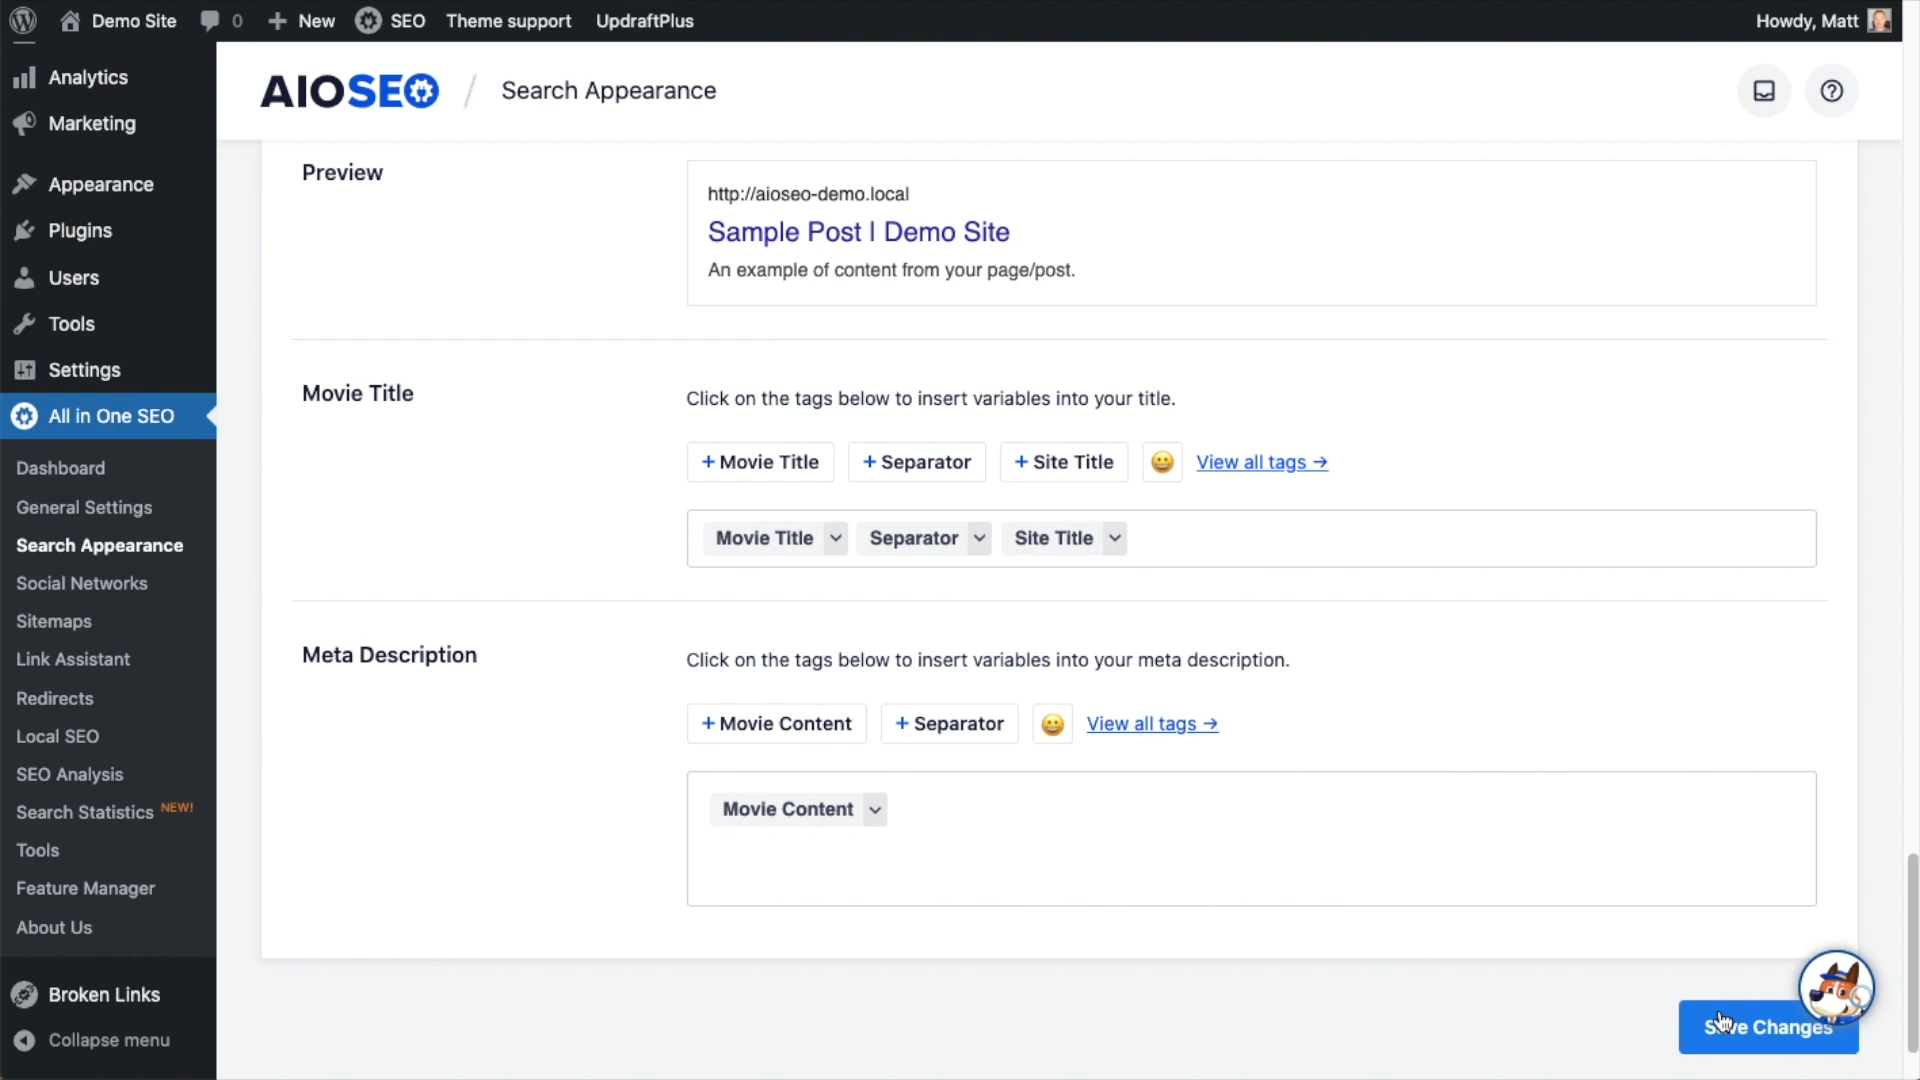 Demo Site 0 + New SEO Theme support UpdraftPlus Howdy, Matt
Analytics
Marketing
Appearance
Plugins
Users
Tools
Settings
All in One SEO
Dashboard
General Settings
Search Appearance
Social Networks
Sitemaps
Link Assistant
Redirects
Local SEO
SEO Analysis
Search Statistics NEW!
Tools
Feature Manager
About Us
Broken Links
Collapse menu
AIOSEO / Search Appearance
Preview
http://aioseo-demo.local
Sample Post | Demo Site
An example of content from your page/post.
Movie Title
Click on the tags below to insert variables into your title.
+ Movie Title + Separator + Site Title 😀 View all tags →
Movie Title Separator Site Title
Meta Description
Click on the tags below to insert variables into your meta description.
+ Movie Content + Separator 😀 View all tags →
Movie Content
Save Changes